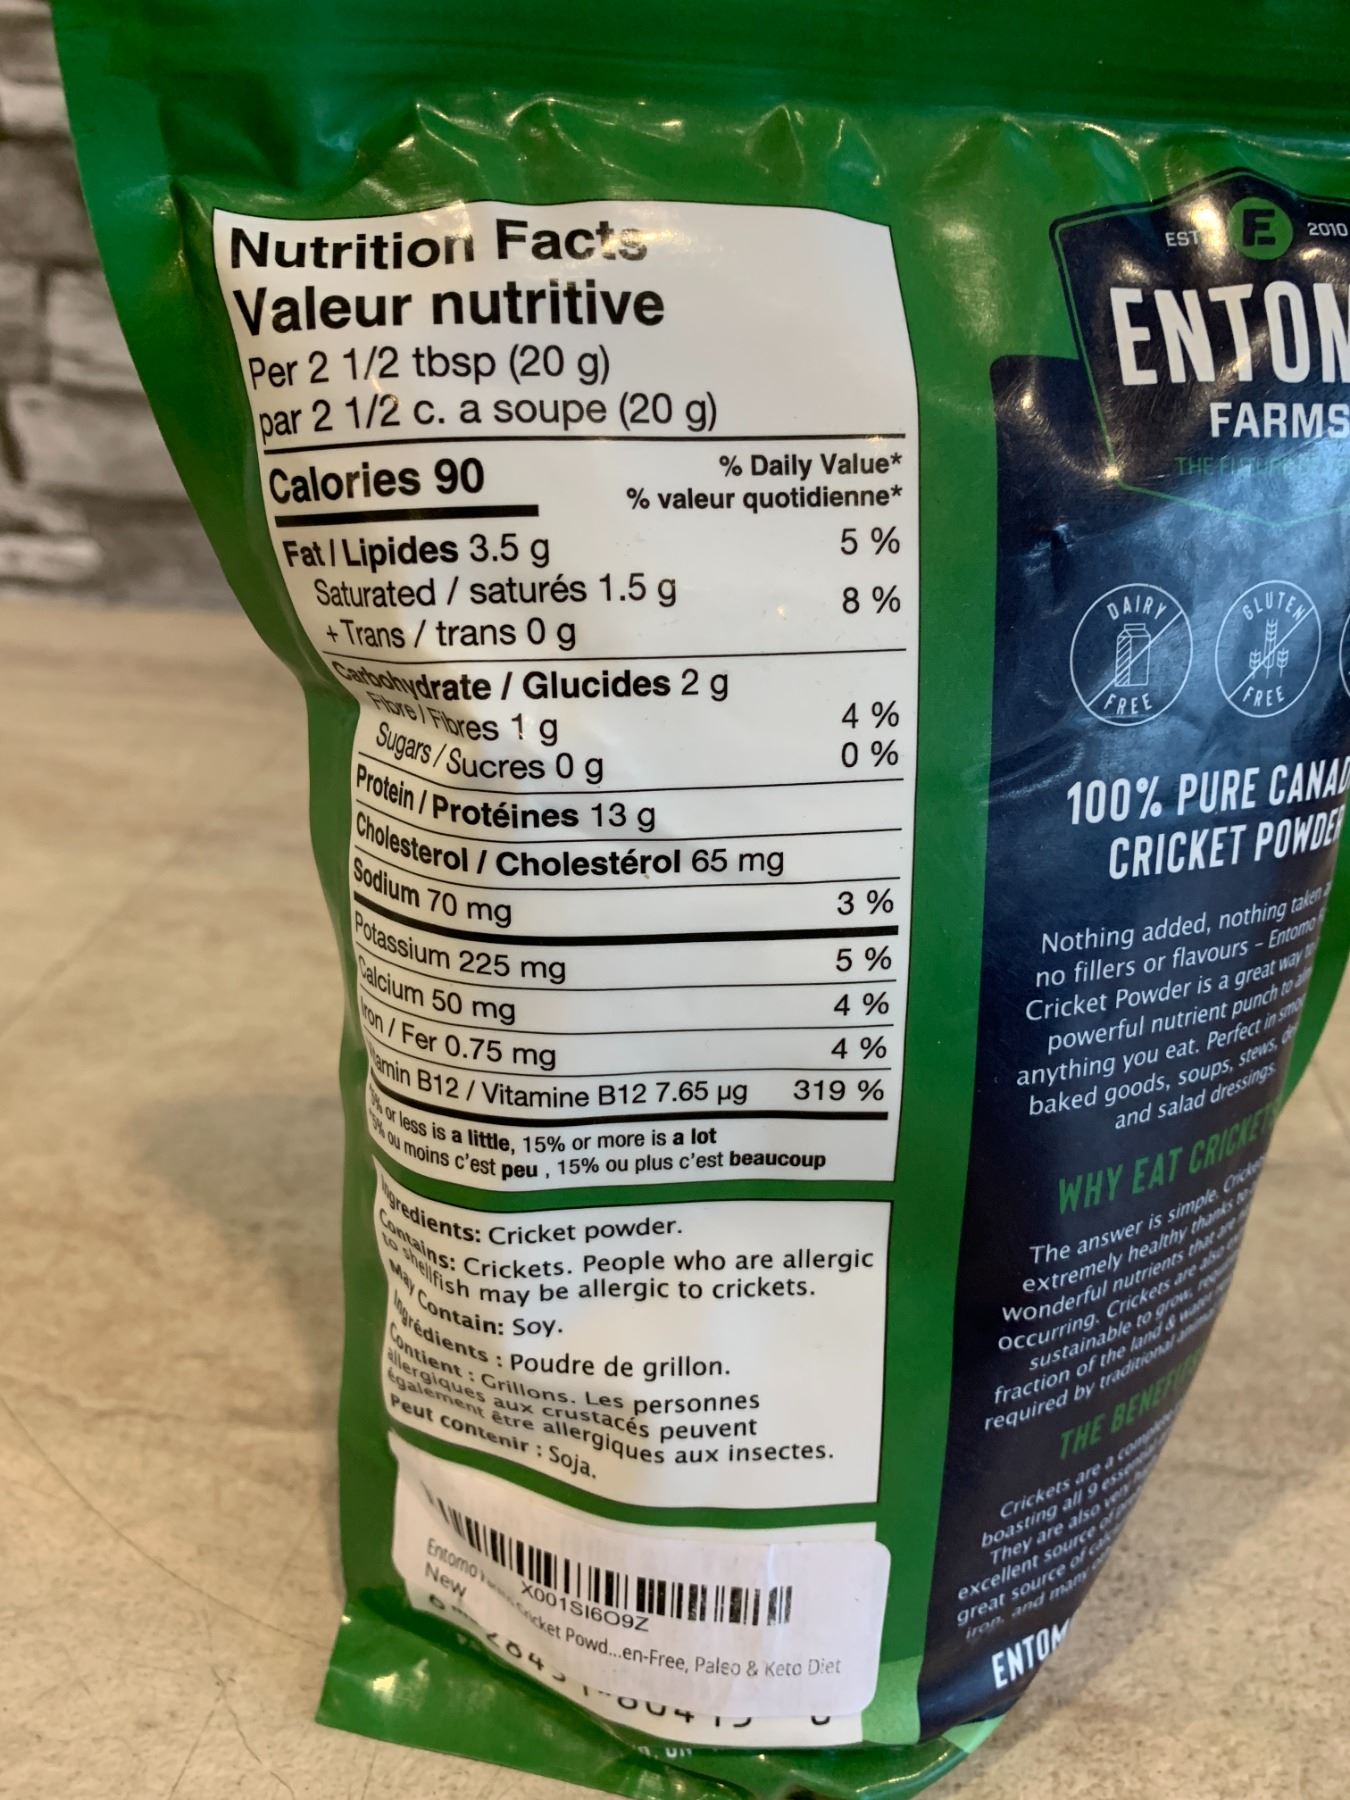 Nutrition Facts
Valeur nutritive
Per 2 1/2 tbsp (20 g)
par 2 1/2 c. a soupe (20 g)
Calories 90
% Daily Value*
% valeur quotidienne*
Fat / Lipides 3.5 g 5 %
Saturated / saturés 1.5 g 8 %
+ Trans / trans 0 g
Carbohydrate / Glucides 2 g
Fibre / Fibres 1 g 4 %
Sugars / Sucres 0 g 0 %
Protein / Protéines 13 g
Cholesterol / Cholestérol 65 mg
Sodium 70 mg 3 %
Potassium 225 mg 5 %
Calcium 50 mg 4 %
Iron / Fer 0.75 mg 4 %
B12 / Vitamine B12 7.65 µg 319 %
5% or less is a little, 15% or more is a lot
5% ou moins c'est peu , 15% ou plus c'est beaucoup
Ingredients: Cricket powder.
Contains: Crickets. People who are allergic
to shellfish may be allergic to crickets.
May Contain: Soy.
Ingrédients : Poudre de grillon.
Contient : Grillons. Les personnes
allergiques aux crustacés peuvent
également être allergiques aux insectes.
Peut contenir : Soja.
X001SI6O9Z
Entomo Farms Cricket Powd...en-Free, Paleo & Keto Diet
New
EST E 2010
ENTOM
FARMS
THE
DAIRY FREE
GLUTEN FREE
100% PURE CANAD
CRICKET POWDER
Nothing added, nothing taken
no fillers or flavours – Entomo
Cricket Powder is a great way to
powerful nutrient punch to
anything you eat. Perfect in
baked goods, soups, stews,
and salad dressings.
WHY EAT CRICKETS
The answer is simple. Crickets
extremely healthy thanks to
wonderful nutrients that are
occurring. Crickets are also
sustainable to grow,
fraction of the land & water
required by traditional
THE BENEFITS
Crickets are a complete
boasting all 9 essential
They are also very
excellent source of
great source of
iron, and many
ENTOM